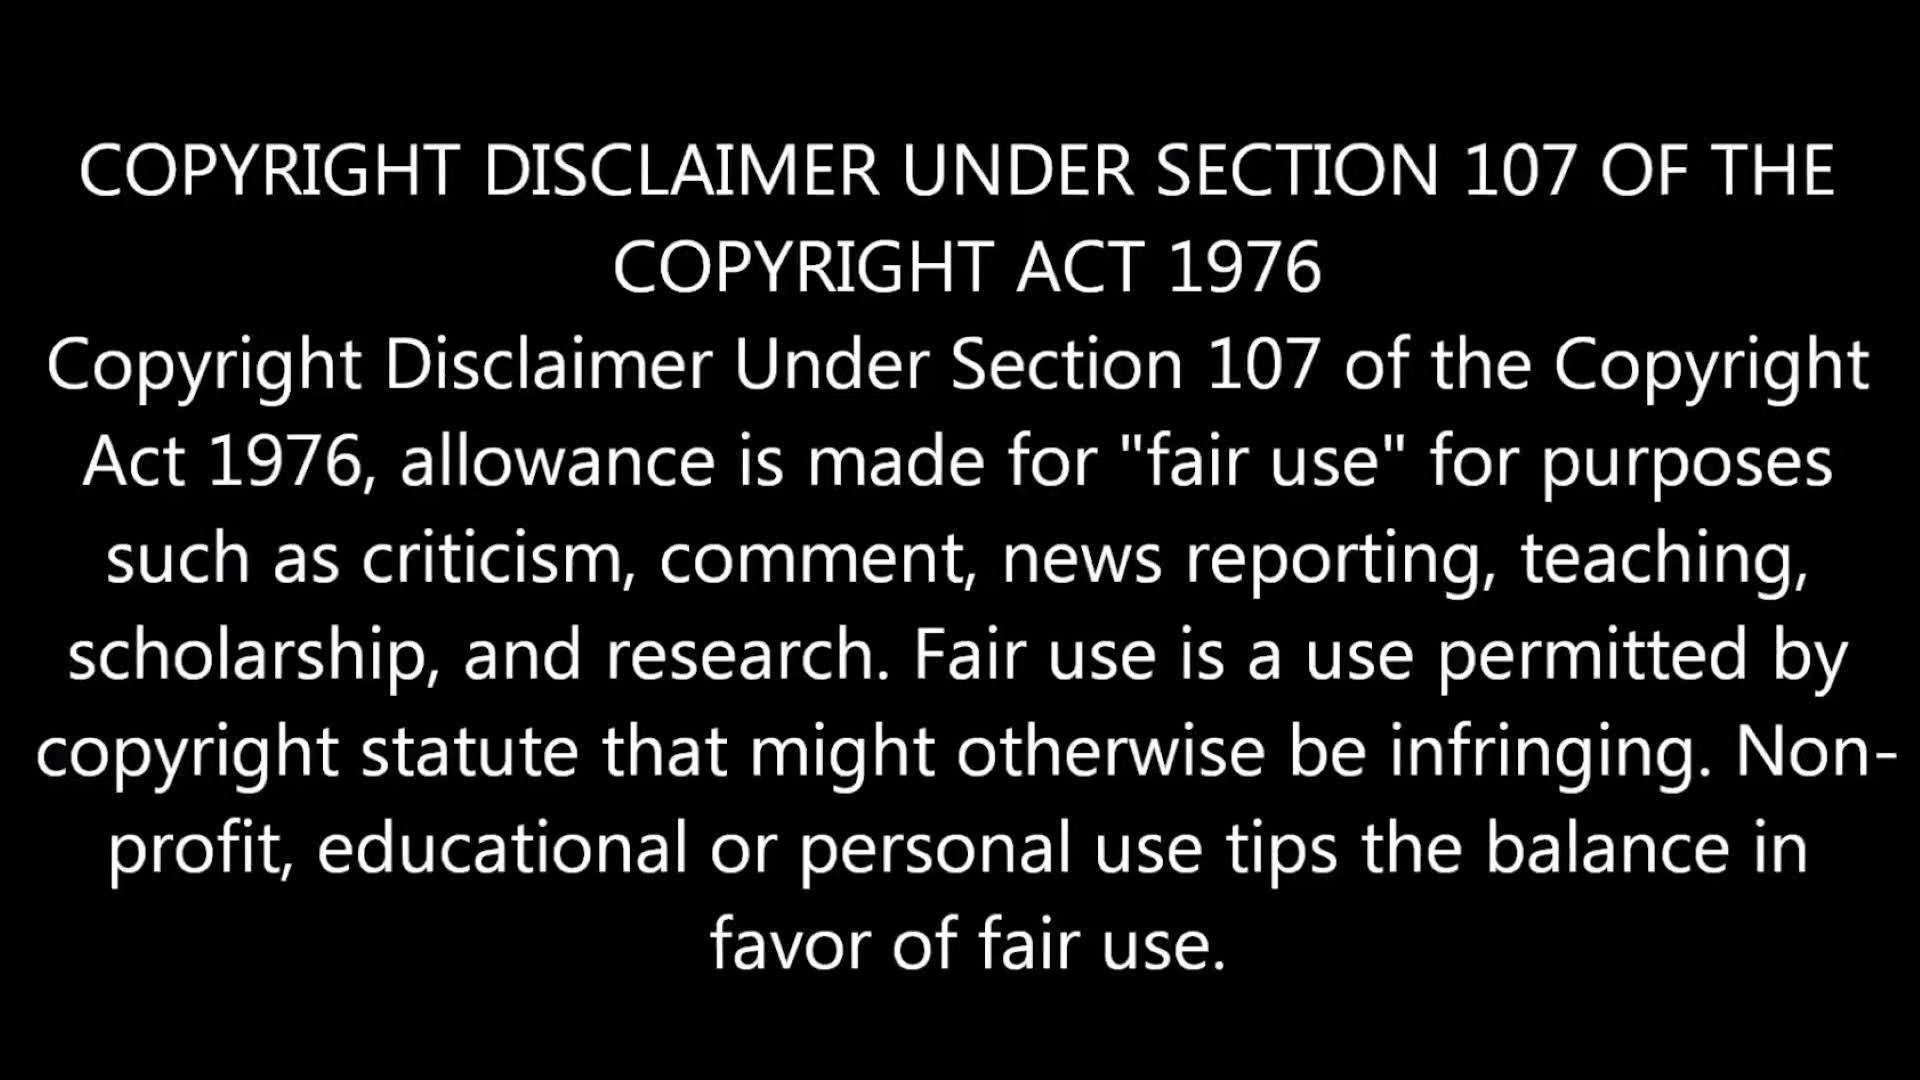 COPYRIGHT DISCLAIMER UNDER SECTION 107 OF THE
COPYRIGHT ACT 1976
Copyright Disclaimer Under Section 107 of the Copyright
Act 1976, allowance is made for "fair use" for purposes
such as criticism, comment, news reporting, teaching,
scholarship, and research. Fair use is a use permitted by
copyright statute that might otherwise be infringing. Non-
profit, educational or personal use tips the balance in
favor of fair use.